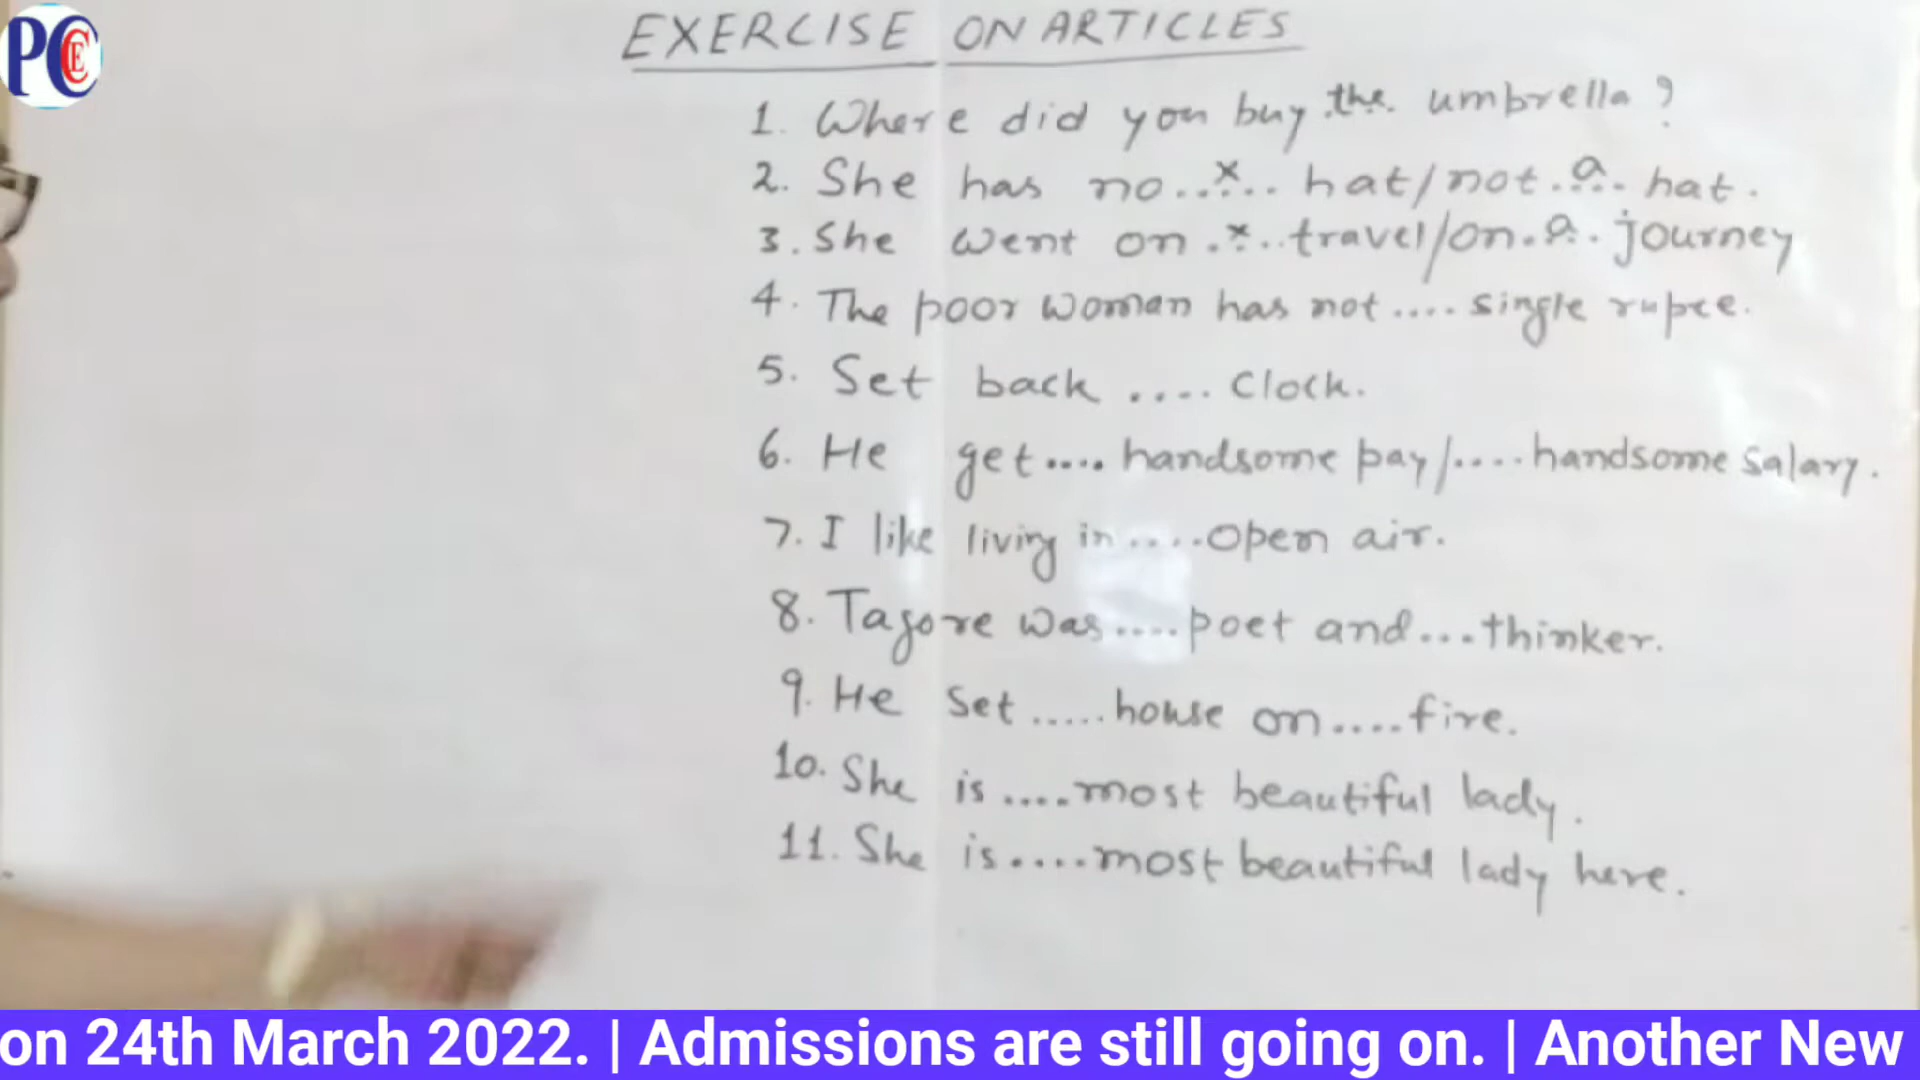 PCEC
EXERCISE ON ARTICLES
1. Where did you buy .the. umbrella?
2. She has no..x... hat/not.a.. hat.
3. She went on .x...travel/on.a.. journey
4. The poor woman has not .... single rupee.
5. Set back .... Clock.
6. He get.... handsome pay/....handsome salary.
7. I like living in ....open air.
8. Tagore was ....poet and...thinker.
9. He set .....house on....fire.
10. She is ....most beautiful lady.
11. She is....most beautiful lady here.
on 24th March 2022. | Admissions are still going on. | Another New